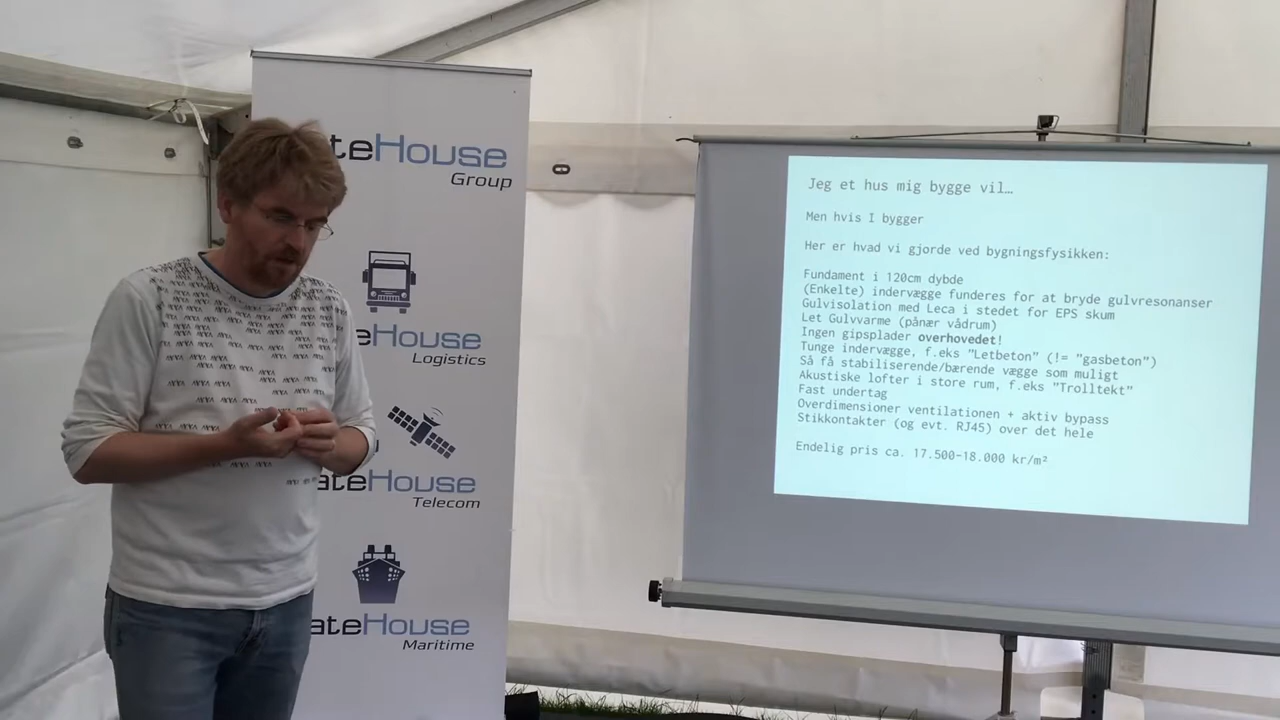 ateHouse
Group
eHouse
Logistics
ateHouse
Telecom
ateHouse
Maritime
Jeg et hus mig bygge vil…
Men hvis I bygger
Her er hvad vi gjorde ved bygningsfysikken:
Fundament i 120cm dybde
(Enkelte) indervægge funderes for at bryde gulvresonanser
Gulvisolation med Leca i stedet for EPS skum
Let Gulvvarme (pånær vådrum)
Ingen gipsplader overhovedet!
Tunge indervægge, f.eks "Letbeton" (!= "gasbeton")
Så få stabiliserende/bærende vægge som muligt
Akustiske lofter i store rum, f.eks "Trolltekt"
Fast undertag
Overdimensioner ventilation + aktiv bypass
Stikkontakter (og evt. RJ45) over det hele
Endelig pris ca. 17.500-18.000 kr/m²